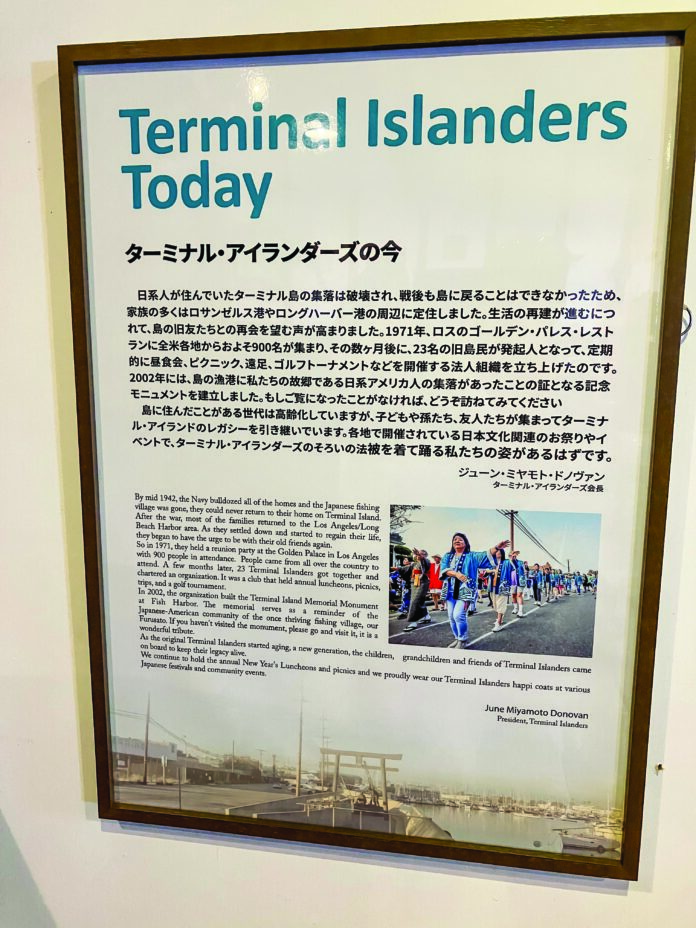 Terminal Islanders
Today
ターミナル・アイランダーズの今
日系人が住んでいたターミナル島の集落は破壊され、戦後も島に戻ることはできなかったため、
家族の多くはロサンゼルス港やロングハーバー港の周辺に定住しました。生活の再建が進むにつ
れて、島の旧友たちとの再会を望む声が高まりました。1971年、ロスのゴールデン・パレス・レスト
ランに全米各地からおよそ900名が集まり、その数ヶ月後に、23名の旧島民が発起人となって、定期
的に昼食会、ピクニック、遠足、ゴルフトーナメントなどを開催する法人組織を立ち上げたのです。
2002年には、島の漁港に私たちの故郷である日系アメリカ人の集落があったことの証となる記念
モニュメントを建立しました。もしご覧になったことがなければ、どうぞ訪ねてみてください
島に住んだことがある世代は高齢化していますが、子どもや孫たち、友人たちが集まってターミナ
ル・アイランドのレガシーを引き継いでいます。各地で開催されている日本文化関連のお祭りやイ
ベントで、ターミナル・アイランダーズのそろいの法被を着て踊る私たちの姿があるはずです。
ジューン・ミヤモト・ドノヴァン
ターミナル・アイランダーズ会長
By mid 1942, the Navy bulldozed all of the homes and the Japanese fishing
village was gone, they could never return to their home on Terminal Island.
After the war, most of the families returned to the Los Angeles/Long
Beach Harbor area. As they settled down and started to regain their life,
they began to have the urge to be with their old friends again.
So in 1971, they held a reunion party at the Golden Palace in Los Angeles
with 900 people in attendance. People came from all over the country to
attend. A few months later, 23 Terminal Islanders got together and
chartered an organization. It was a club that held annual luncheons, picnics,
trips, and a golf tournament.
In 2002, the organization built the Terminal Island Memorial Monument
at Fish Harbor. The memorial serves as a reminder of the
Japanese-American community of the once thriving fishing village, our
Furusato. If you haven't visited the monument, please go and visit it, it is a
wonderful tribute.
As the original Terminal Islanders started aging, a new generation, the children, grandchildren and friends of Terminal Islanders came
on board to keep their legacy alive.
We continue to hold the annual New Year's Luncheons and picnics and we proudly wear our Terminal Islanders happi coats at various
Japanese festivals and community events.
June Miyamoto Donovan
President, Terminal Islanders